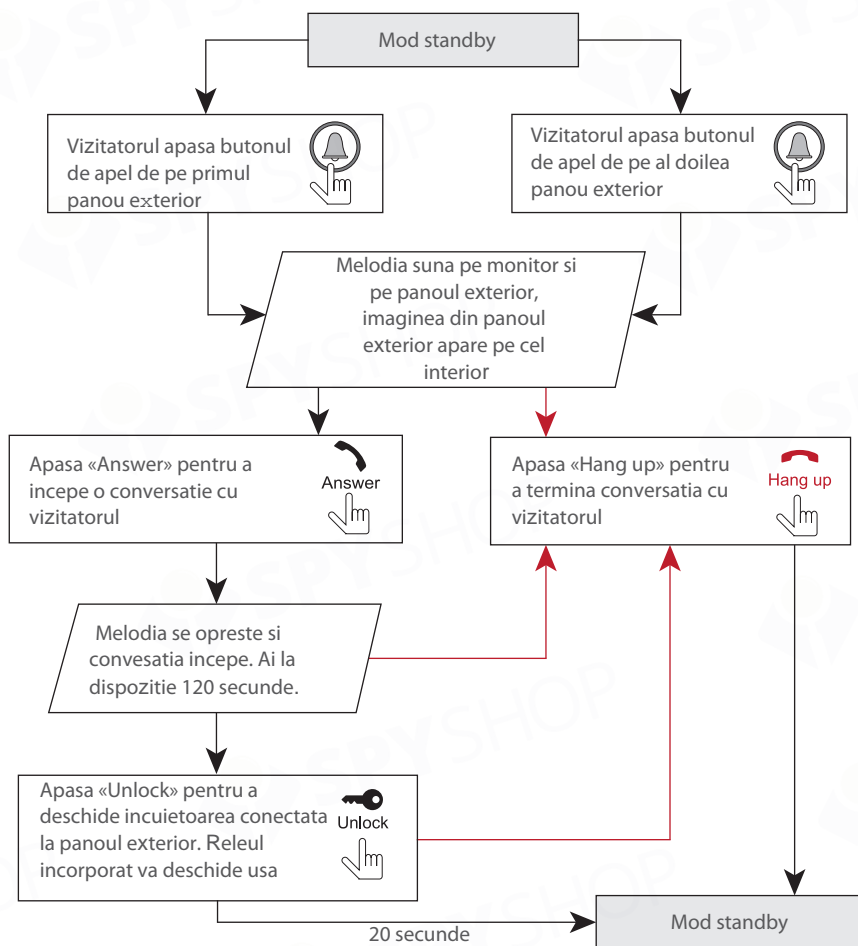 Mod standby
Vizitatorul apasa butonul
de apel de pe primul
panou exterior
Vizitatorul apasa butonul
de apel de pe al doilea
panou exterior
Melodia suna pe monitor si
pe panoul exterior,
imaginea din panoul
exterior apare pe cel
interior
Apasa «Answer» pentru a
incepe o conversatie cu
vizitatorul
Answer
Apasa «Hang up» pentru
a termina conversatia cu
vizitatorul
Hang up
Melodia se opreste si
convesatia incepe. Ai la
dispozitie 120 secunde.
Apasa «Unlock» pentru a
deschide incuietoarea conectata
la panoul exterior. Releul
incorporat va deschide usa
Unlock
20 secunde
Mod standby
SPYSHOP